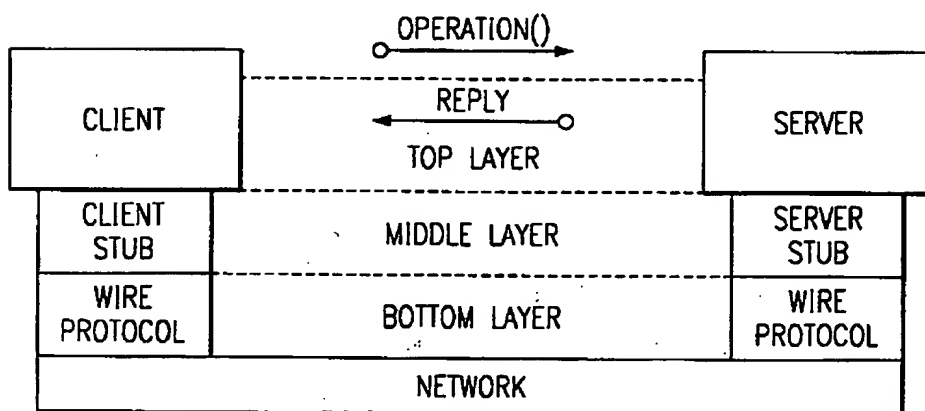 OPERATION()
CLIENT
REPLY
SERVER
TOP LAYER
CLIENT
STUB
MIDDLE LAYER
SERVER
STUB
WIRE
PROTOCOL
BOTTOM LAYER
WIRE
PROTOCOL
NETWORK